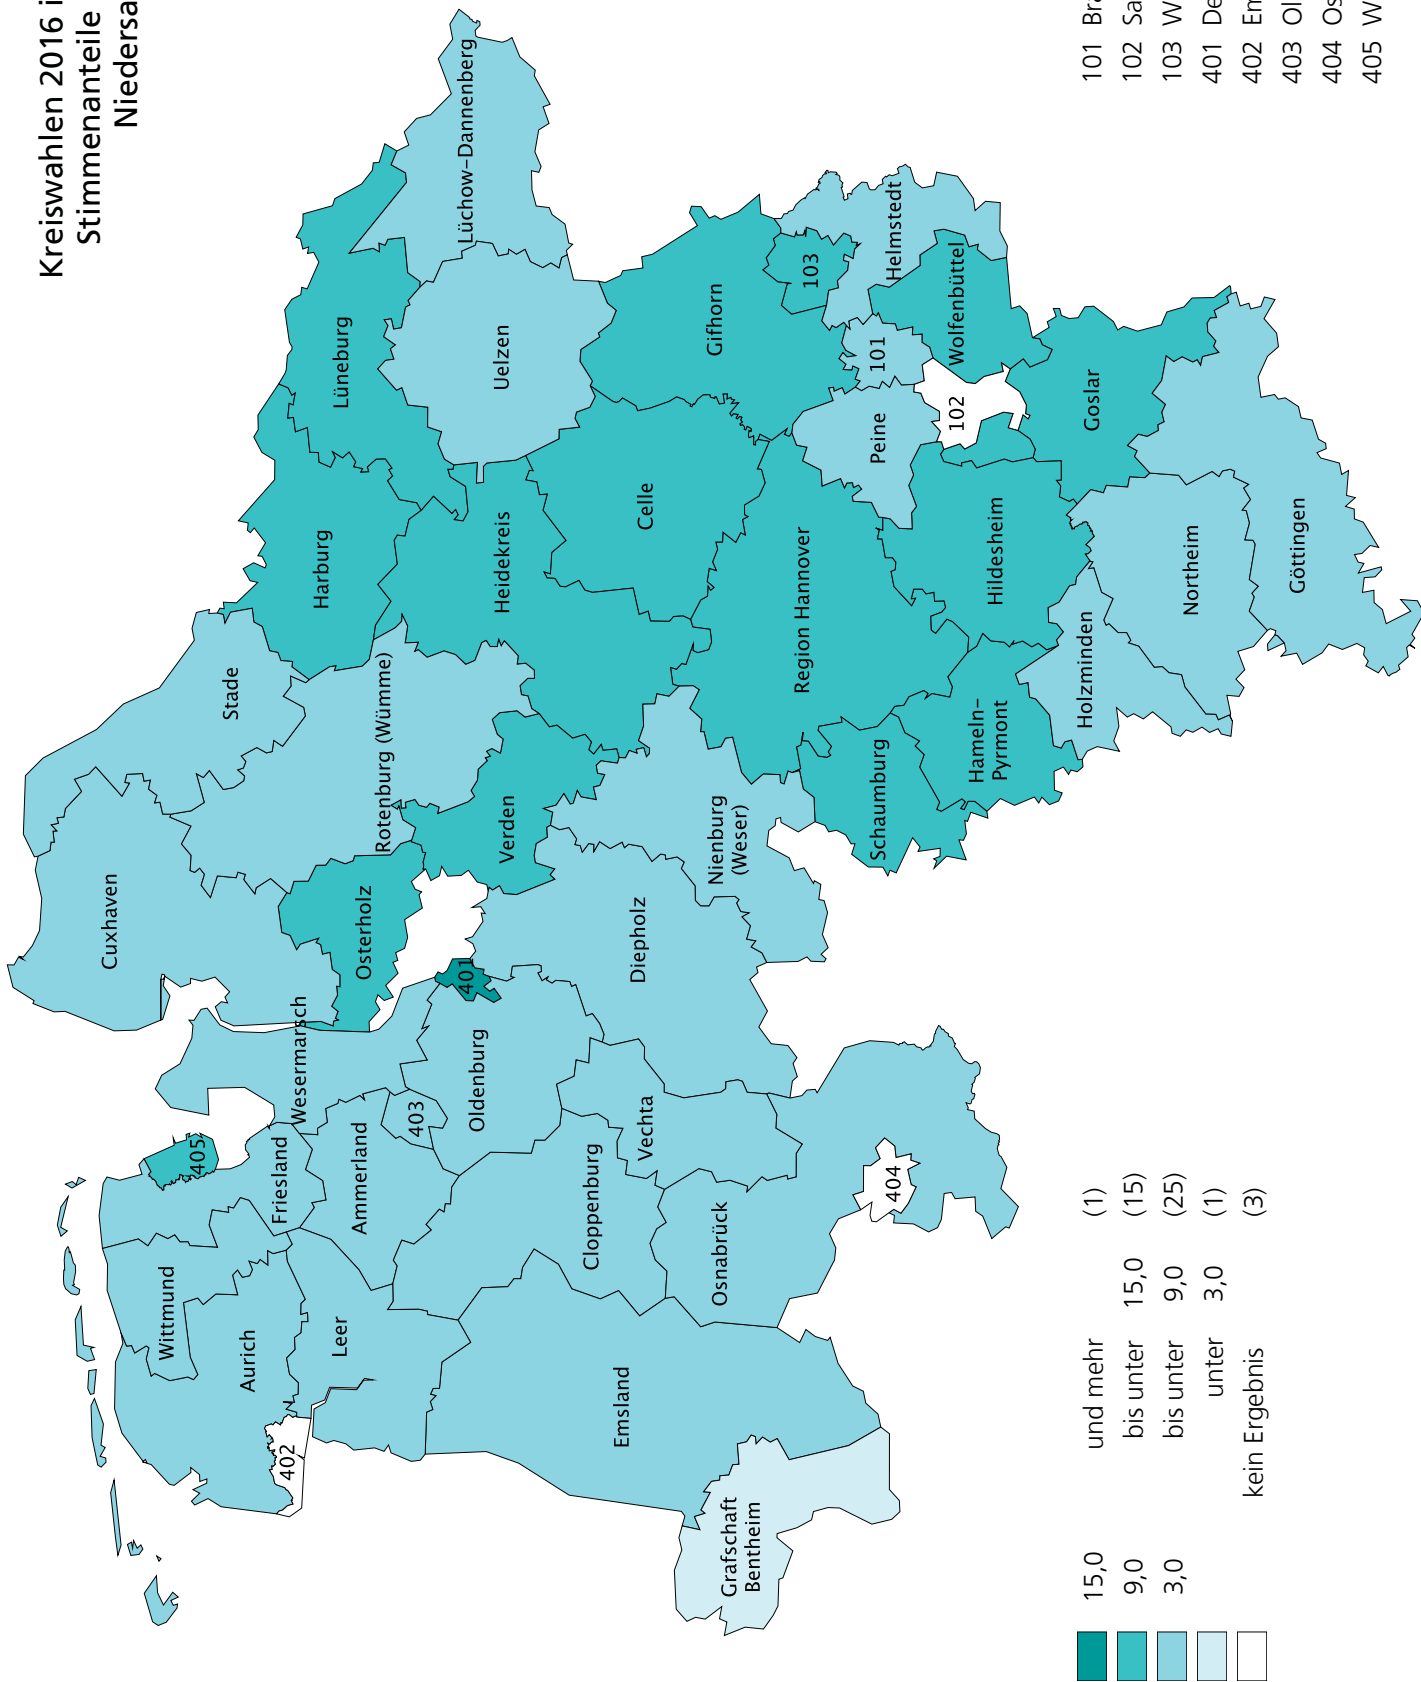 Kreiswahlen 2016 i
Stimmenanteile
Niedersa
Lüchow–Dannenberg
Lüneburg
Uelzen
Harburg
Heidekreis
Celle
Gifhorn
103
Helmstedt
Wolfenbüttel
101
102
Peine
Goslar
Stade
Rotenburg (Wümme)
Cuxhaven
Osterholz
Verden
Region Hannover
Hildesheim
Northeim
Göttingen
Holzminden
Hameln–
Pyrmont
Schaumburg
Nienburg
(Weser)
Diepholz
401
Wesermarsch
Oldenburg
403
405
Friesland
Ammerland
Vechta
Cloppenburg
Osnabrück
404
Wittmund
Aurich
Leer
402
Emsland
Grafschaft
Bentheim
15,0 und mehr (1)
9,0 bis unter 15,0 (15)
3,0 bis unter 9,0 (25)
unter 3,0 (1)
kein Ergebnis (3)
101 Bra
102 Sa
103 W
401 De
402 Em
403 Ol
404 Os
405 W